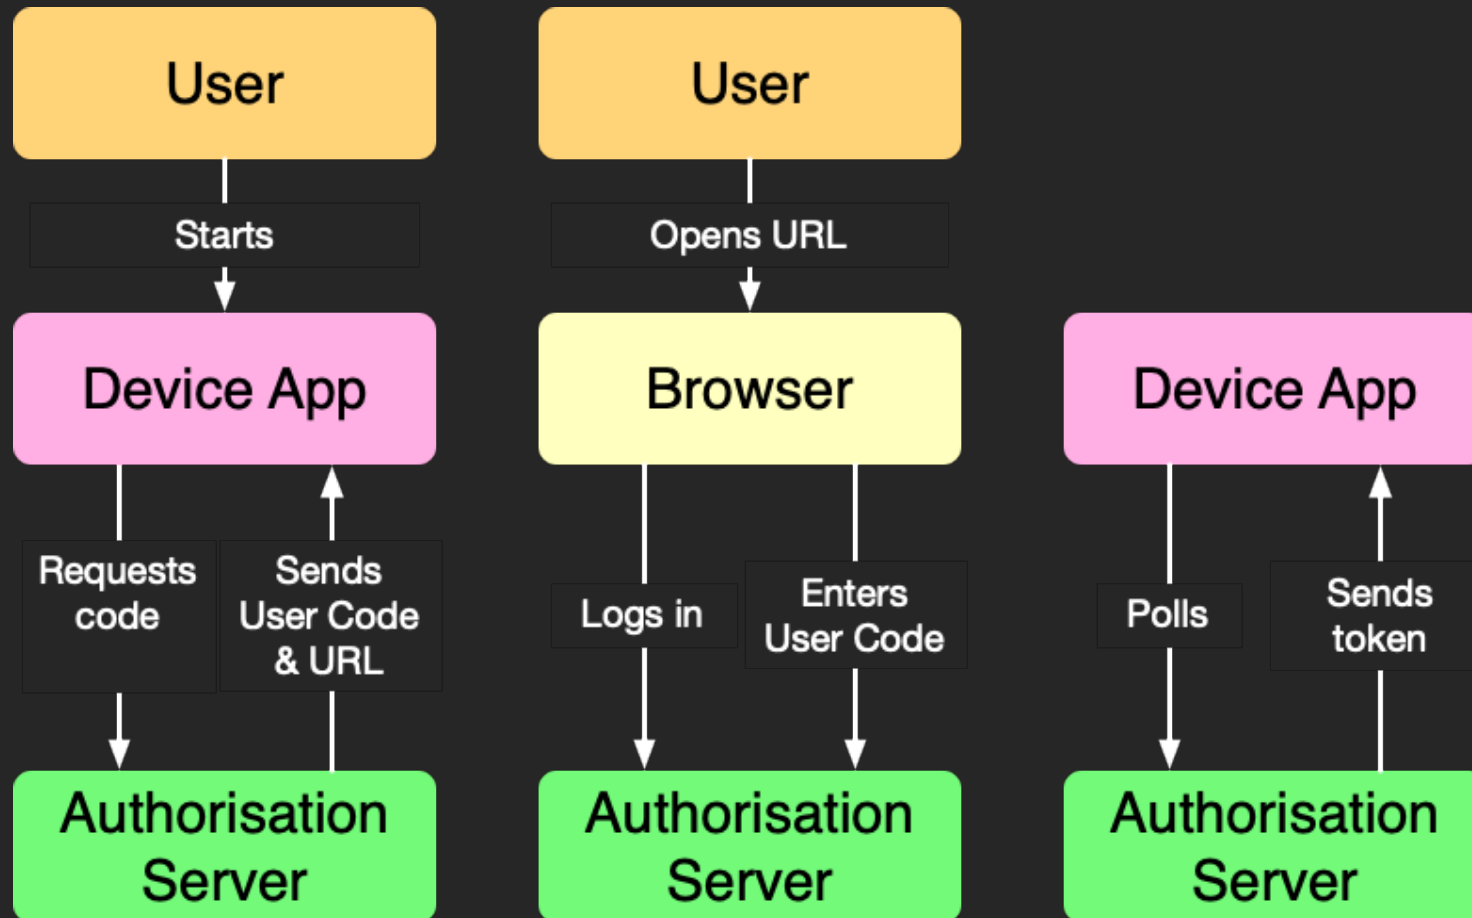 User
User
Starts
Opens URL
Device App
Browser
Device App
Requests
code
Sends
User Code
& URL
Logs in
Enters
User Code
Polls
Sends
token
Authorisation
Server
Authorisation
Server
Authorisation
Server